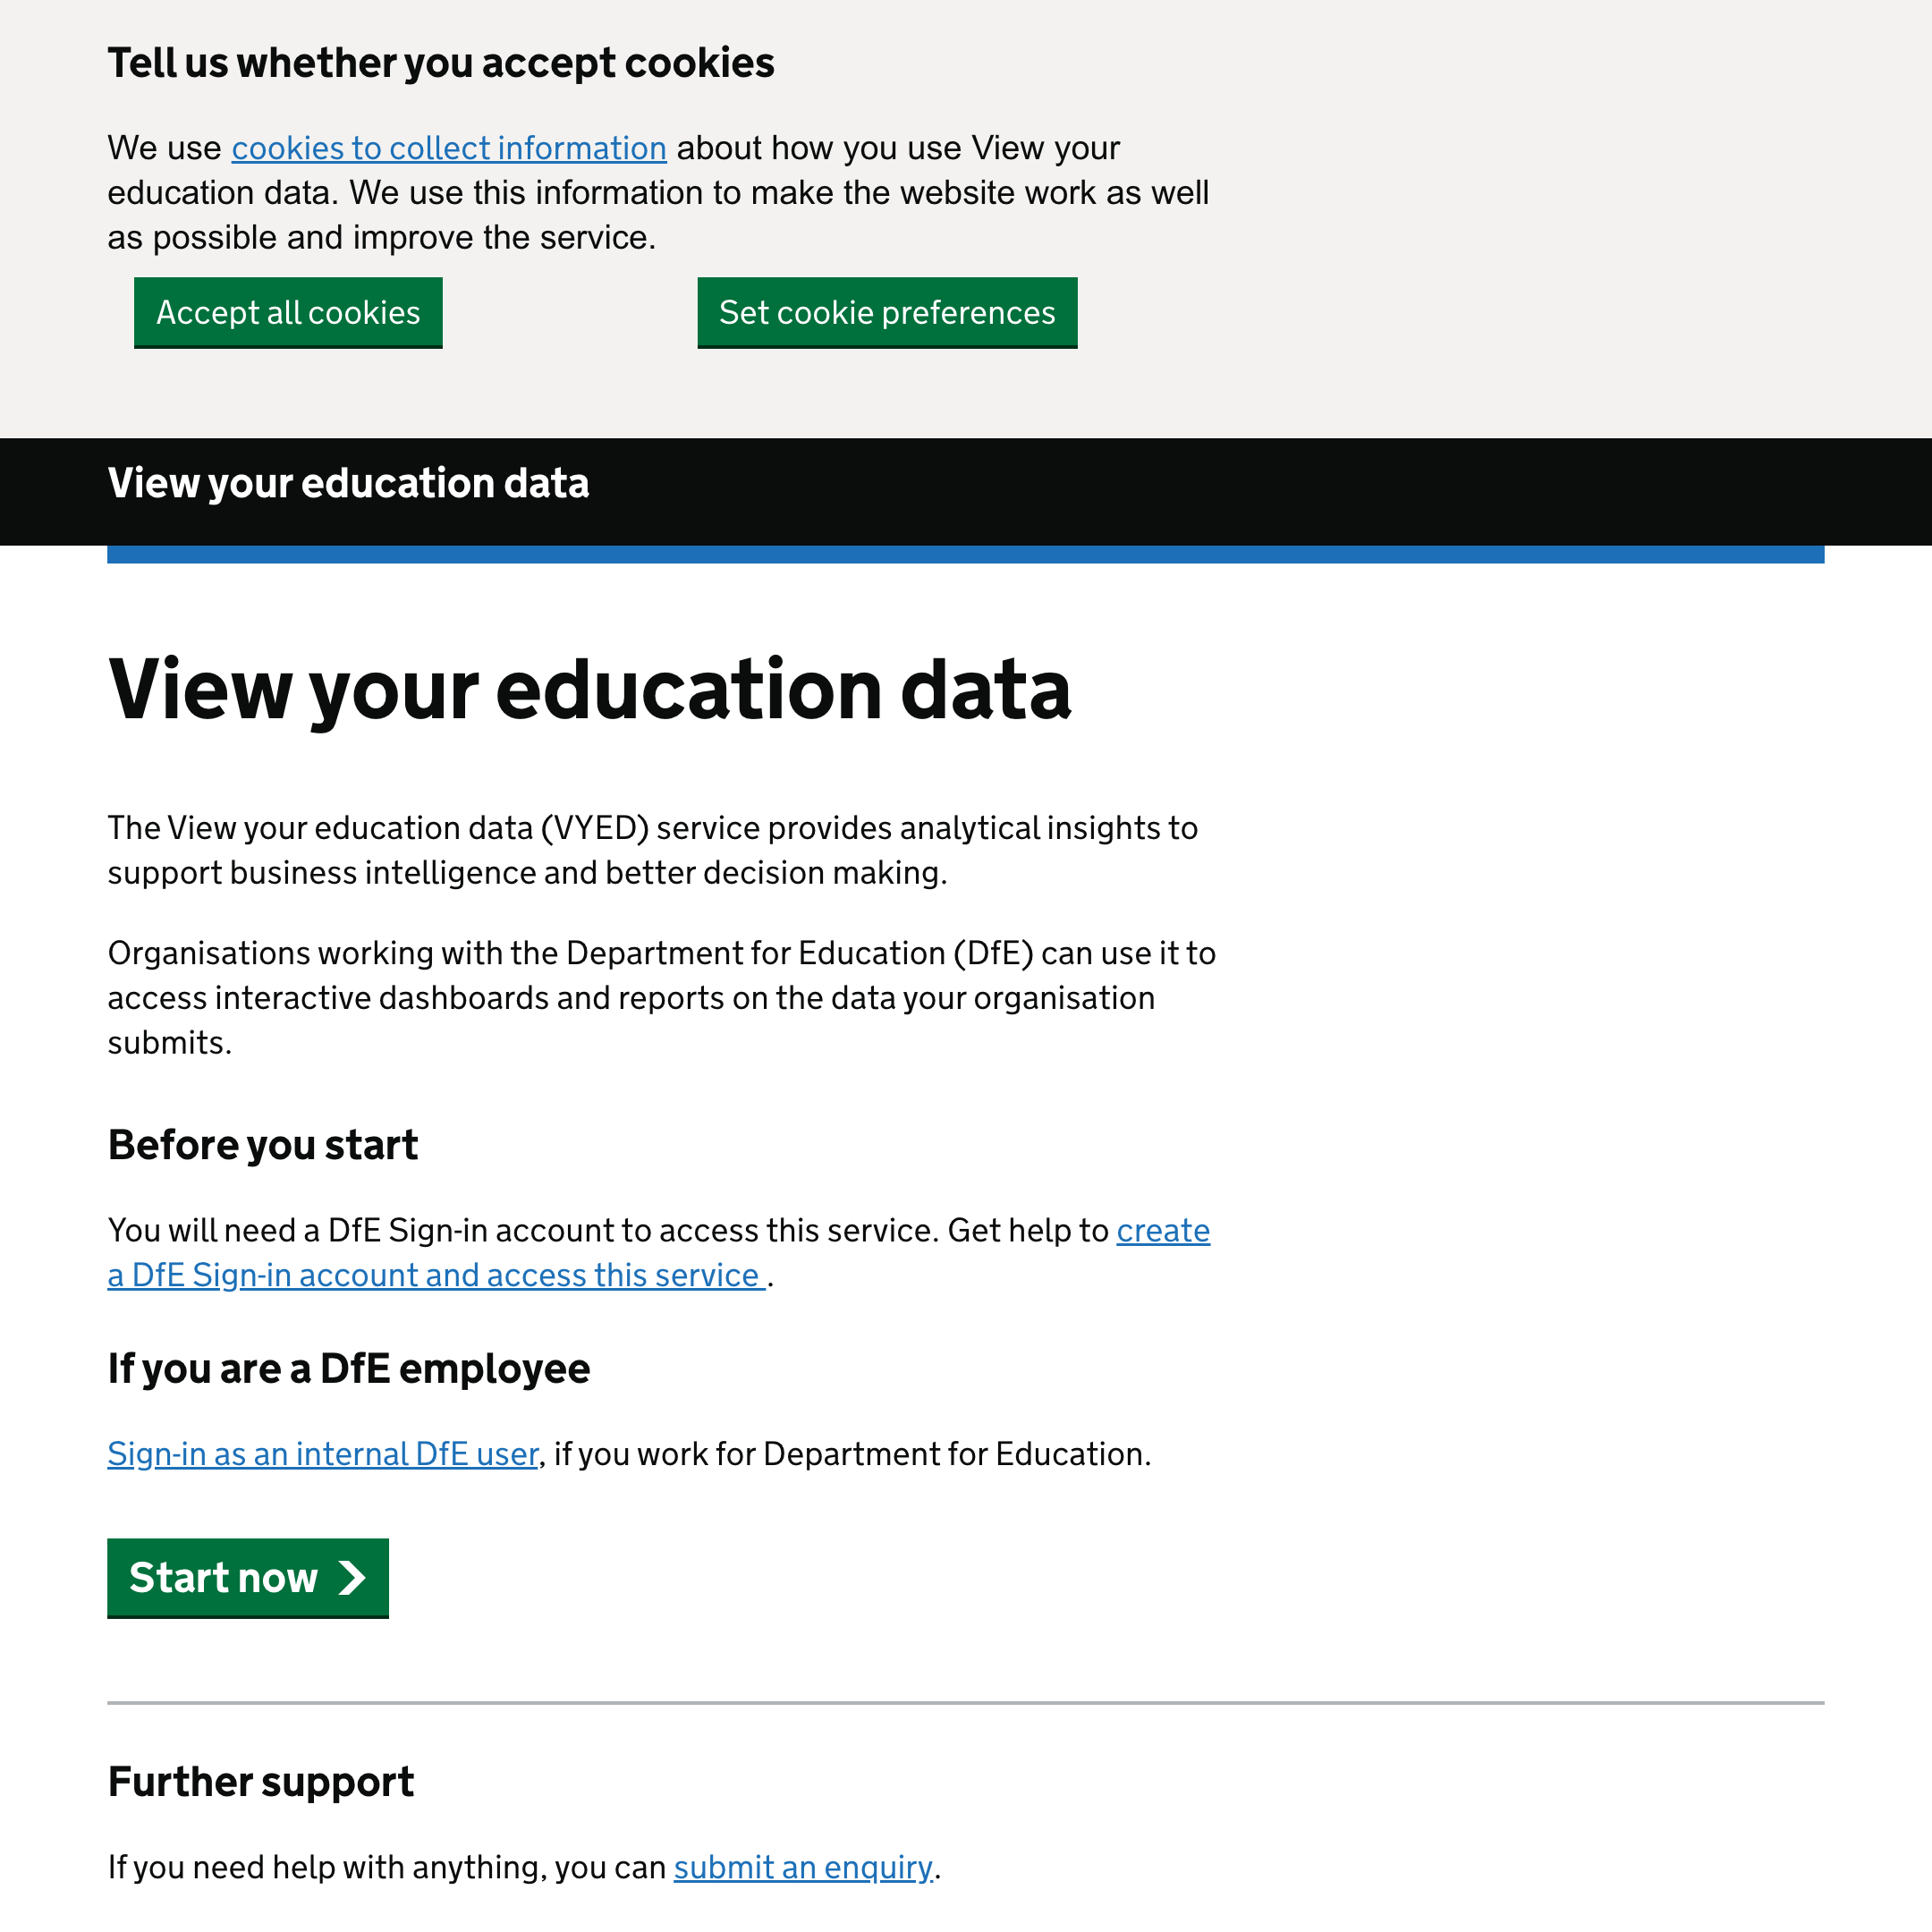 Tell us whether you accept cookies
We use cookies to collect information about how you use View your
education data. We use this information to make the website work as well
as possible and improve the service.
Accept all cookies
Set cookie preferences
View your education data
View your education data
The View your education data (VYED) service provides analytical insights to
support business intelligence and better decision making.
Organisations working with the Department for Education (DfE) can use it to
access interactive dashboards and reports on the data your organisation
submits.
Before you start
You will need a DfE Sign-in account to access this service. Get help to create
a DfE Sign-in account and access this service .
If you are a DfE employee
Sign-in as an internal DfE user, if you work for Department for Education.
Start now
Further support
If you need help with anything, you can submit an enquiry.